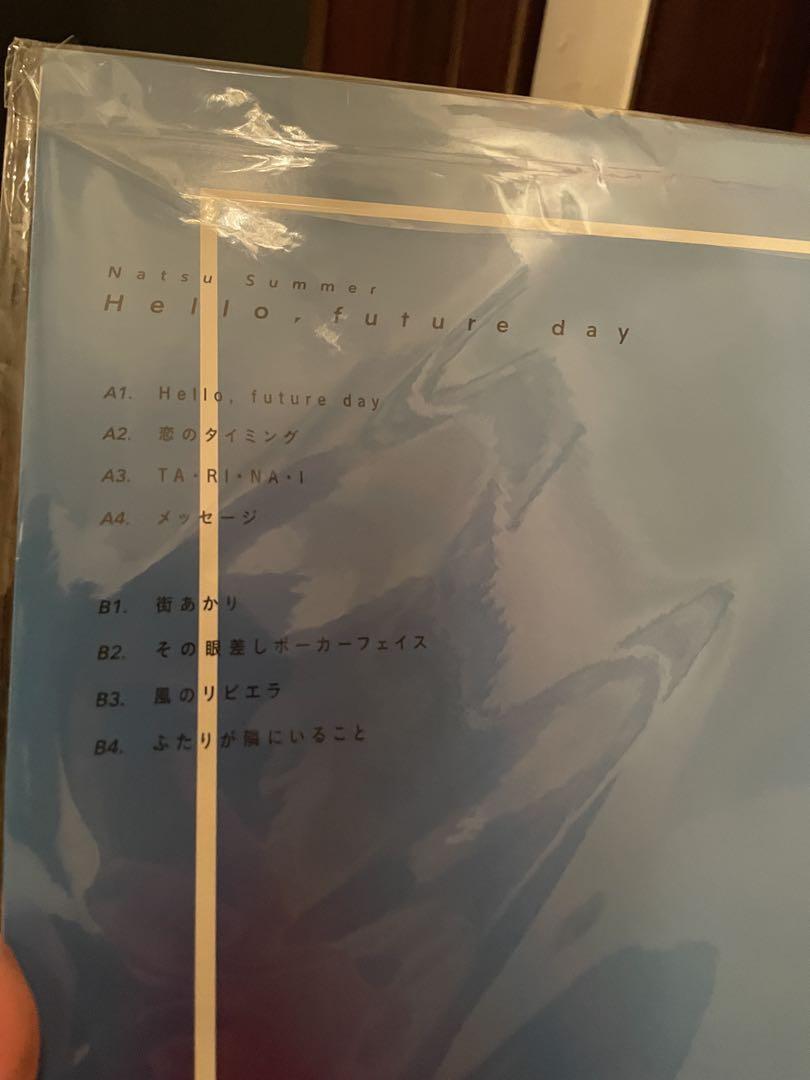 Natsu Summer
Hello, future day
A1. Hello, future day
A2. 恋のタイミング
A3. TA・RI・NA・I
A4. メッセージ
B1. 街あかり
B2. その眼差しポーカーフェイス
B3. 風のリビエラ
B4. ふたりが隣にいること